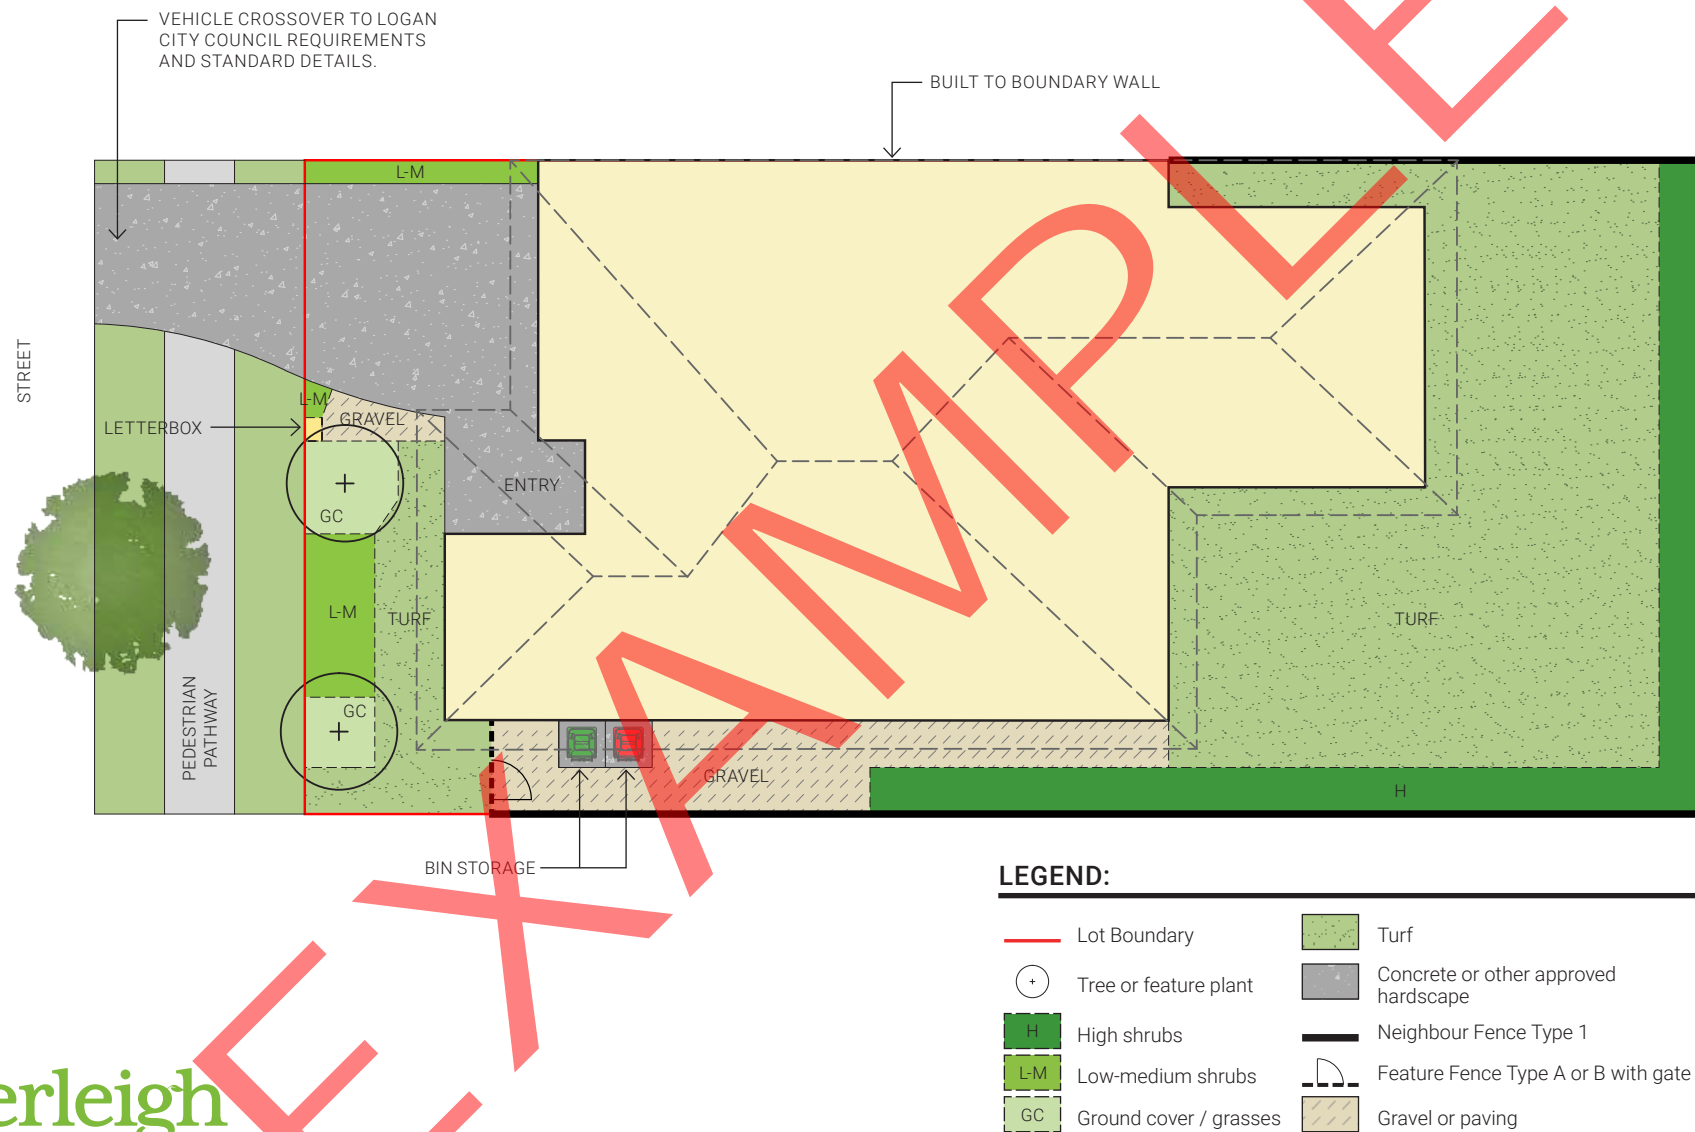 VEHICLE CROSSOVER TO LOGAN
CITY COUNCIL REQUIREMENTS
AND STANDARD DETAILS.
BUILT TO BOUNDARY WALL
L-M
STREET
L-M
GRAVEL
LETTERBOX
ENTRY
GC
L-M
TURF
TURF
GC
PEDESTRIAN
PATHWAY
GRAVEL
H
BIN STORAGE
EXAMPLE
LEGEND:
Lot Boundary
Tree or feature plant
H
High shrubs
L-M
Low-medium shrubs
GC
Ground cover / grasses
Turf
Concrete or other approved
hardscape
Neighbour Fence Type 1
Feature Fence Type A or B with gate
Gravel or paving
erleigh